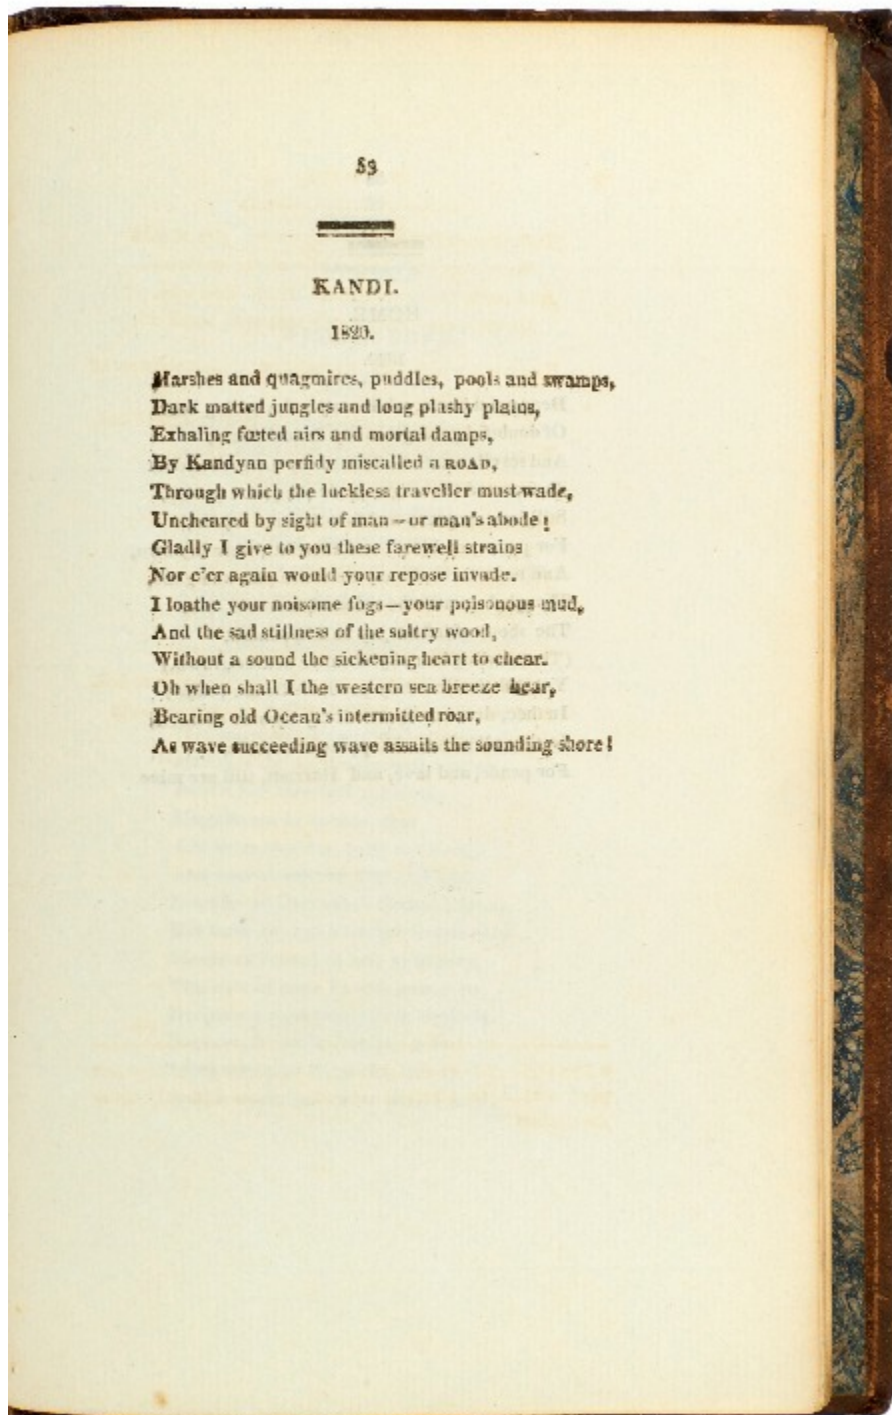 53
KANDI.
1820.
Marshes and quagmires, puddles, pools and swamps,
Dark matted jungles and long plashy plains,
Exhaling fœted airs and mortal damps,
By Kandyan perfidy miscalled a ROAD,
Through which the luckless traveller must wade,
Uncheared by sight of man—or man's abode;
Gladly I give to you these farewell strains
Nor e'er again would your repose invade.
I loathe your noisome fogs—your poisonous mud,
And the sad stillness of the sultry wood,
Without a sound the sickening heart to chear.
Oh when shall I the western sea breeze hear,
Bearing old Ocean's intermitted roar,
As wave succeeding wave assails the sounding shore!